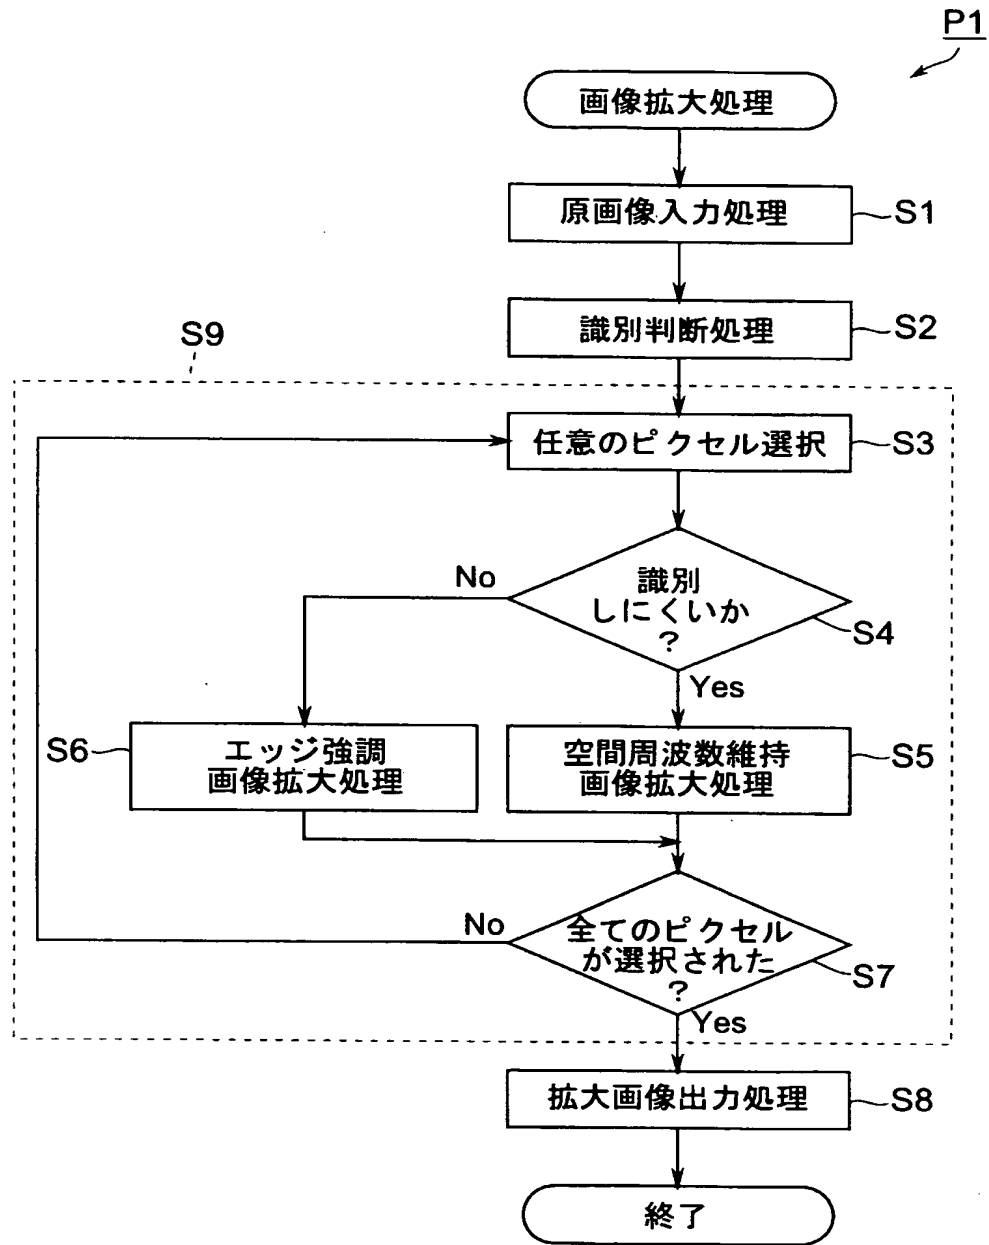 P1
画像拡大処理
原画像入力処理
S1
識別判断処理
S2
S9
任意のピクセル選択
S3
No
識別
しにくいか
?
S4
Yes
S6
エッジ強調
画像拡大処理
空間周波数維持
画像拡大処理
S5
No
全てのピクセル
が選択された
?
S7
Yes
拡大画像出力処理
S8
終了